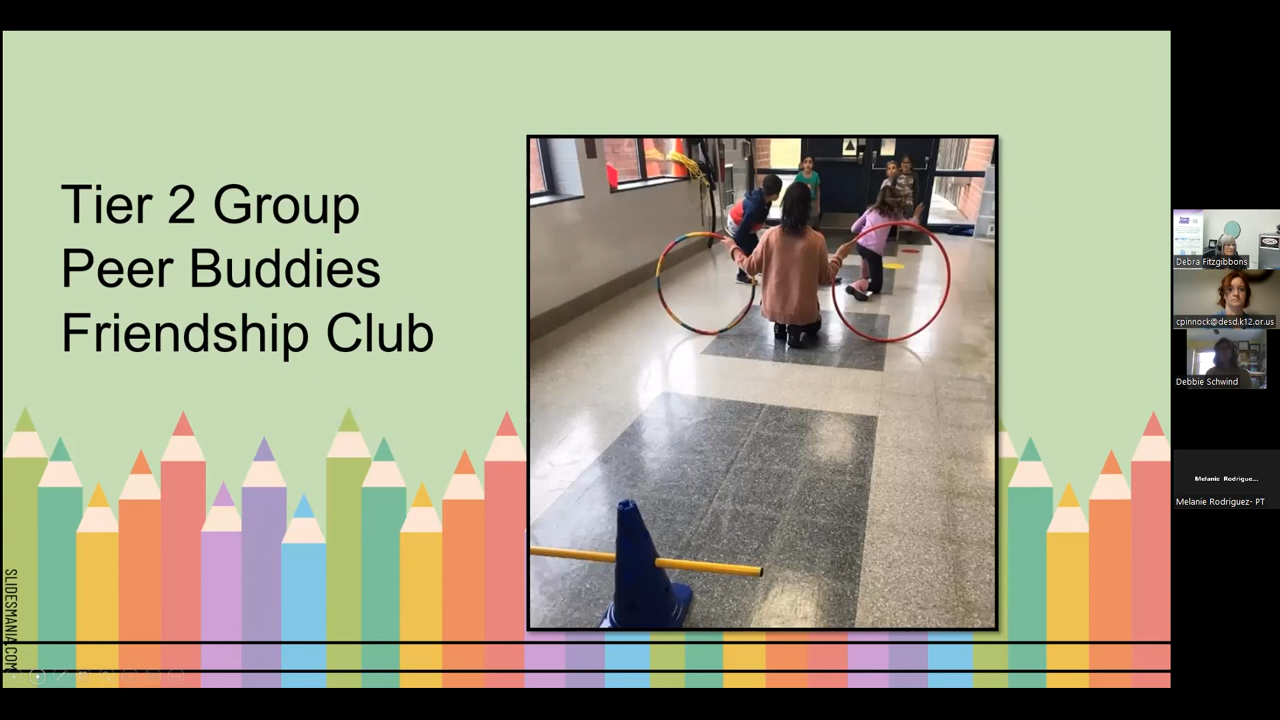 Tier 2 Group
Peer Buddies
Friendship Club
SLIDESMANIA.COM
Debra Fitzgibbons
cpinnock@desd.k12.or.us
Debbie Schwind
Melanie Rodrigue...
Melanie Rodriguez- PT